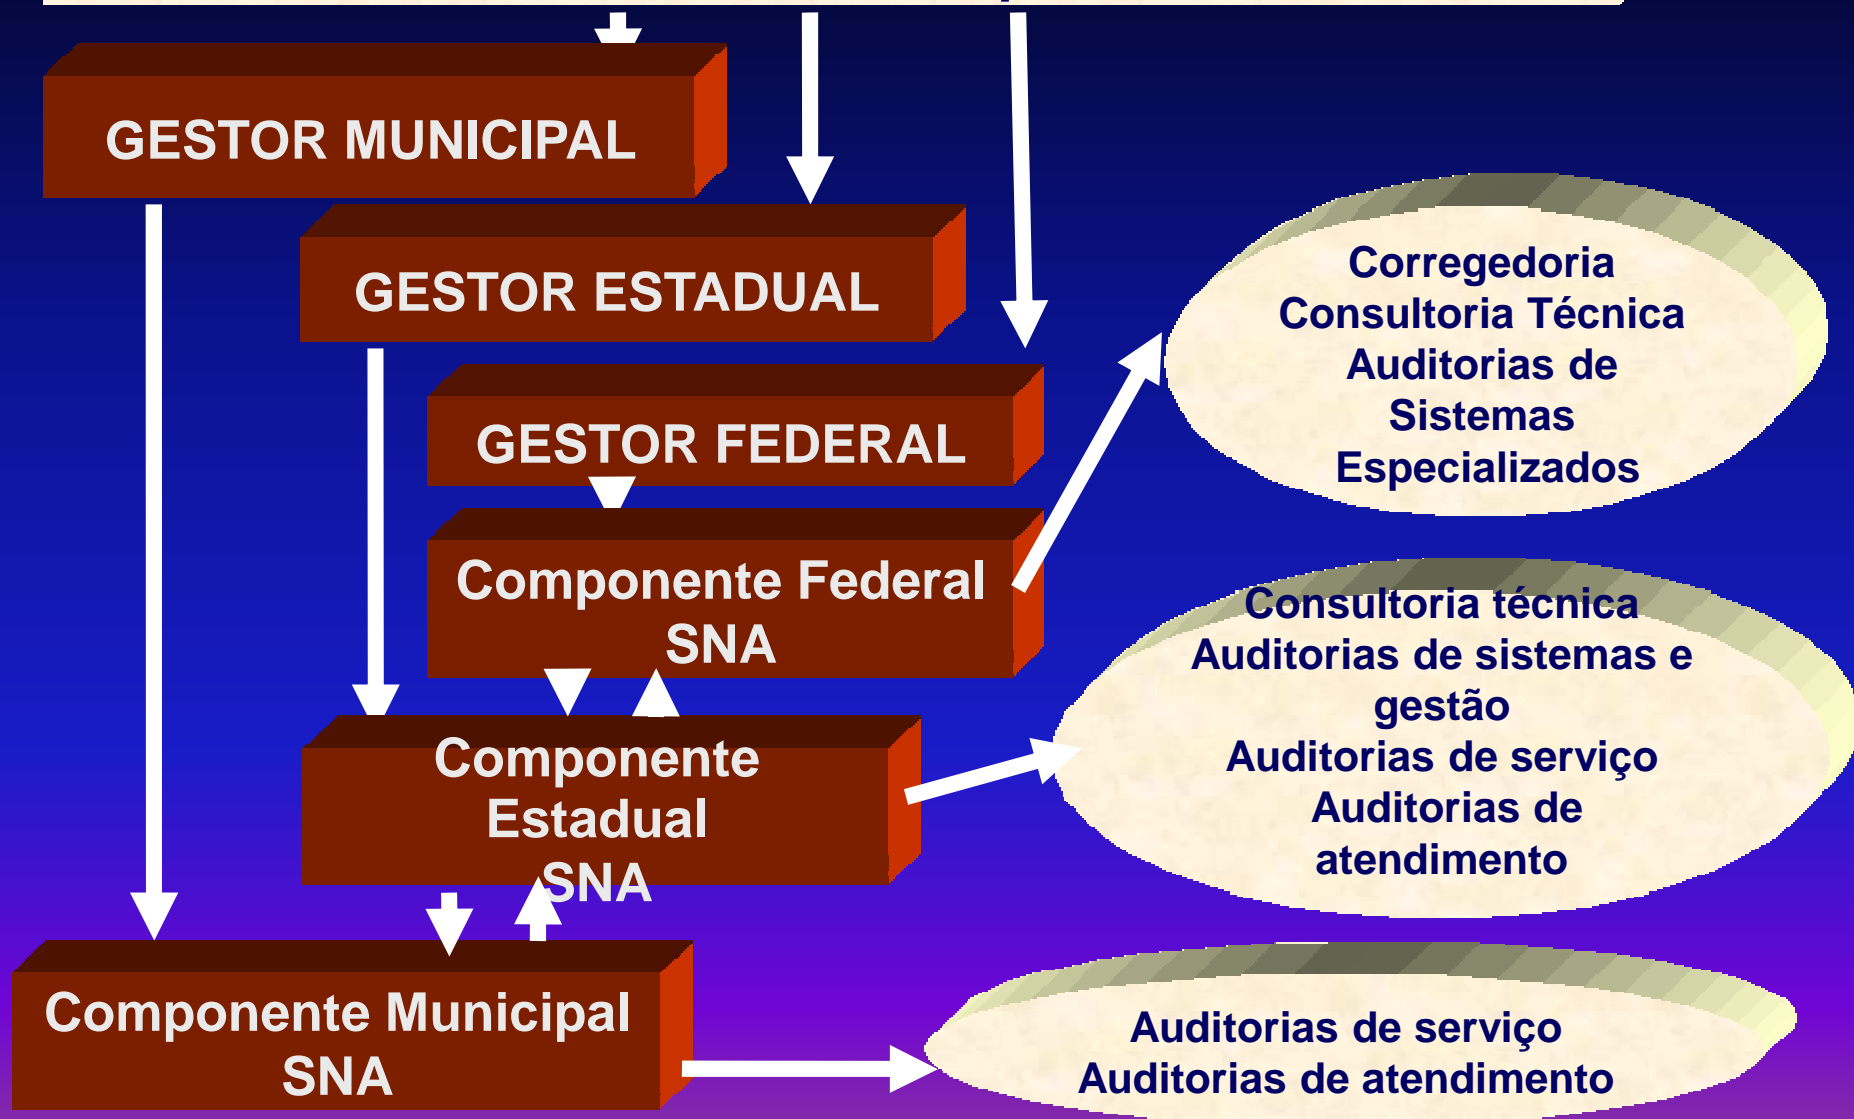 GESTOR MUNICIPAL
GESTOR ESTADUAL
GESTOR FEDERAL
Componente Federal
SNA
Componente
Estadual
SNA
Componente Municipal
SNA
Corregedoria
Consultoria Técnica
Auditorias de
Sistemas
Especializados
Consultoria técnica
Auditorias de sistemas e
gestão
Auditorias de serviço
Auditorias de
atendimento
Auditorias de serviço
Auditorias de atendimento